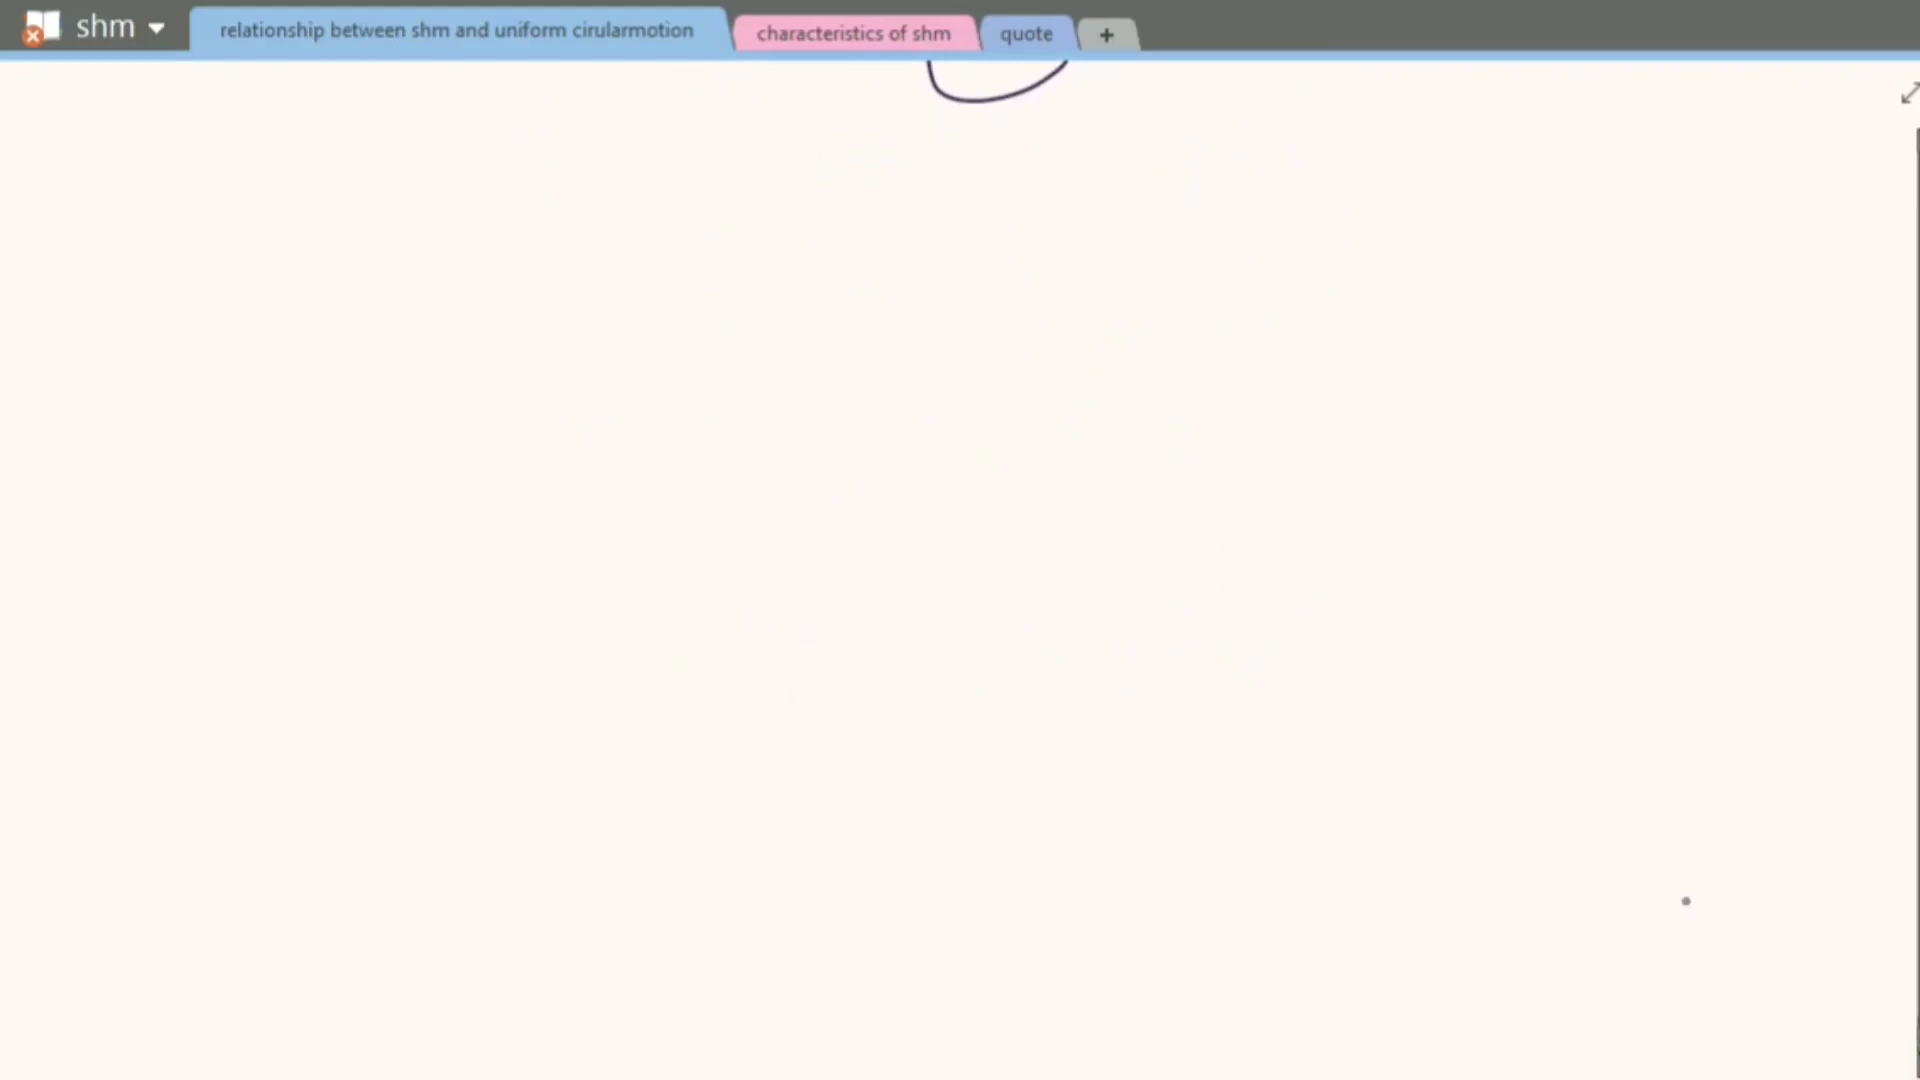 shm
relationship between shm and uniform cirularmotion
characteristics of shm
quote
+